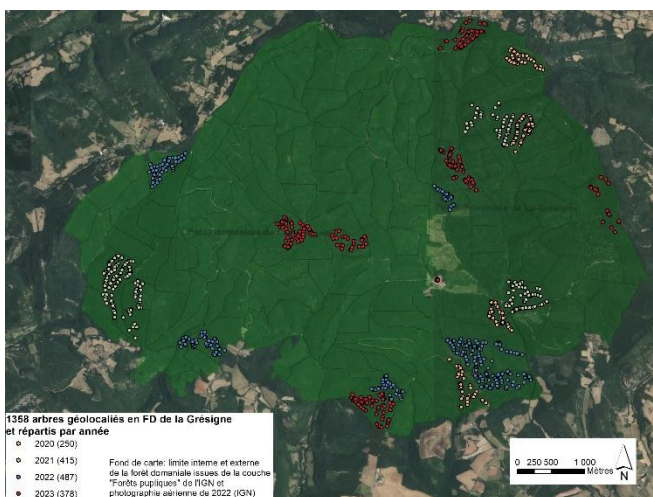 1358 arbres géolocaliés en FD de la Grésigne
et répartis par année
2020 (250)
2021 (415)
2022 (487)
2023 (378)
Fond de carte: limite interne et externe
de la forêt domaniale issues de la couche
"Forêts pupliques" de l'IGN et
photographie aérienne de 2022 (IGN)
0 250 500 1 000
Mètres
N